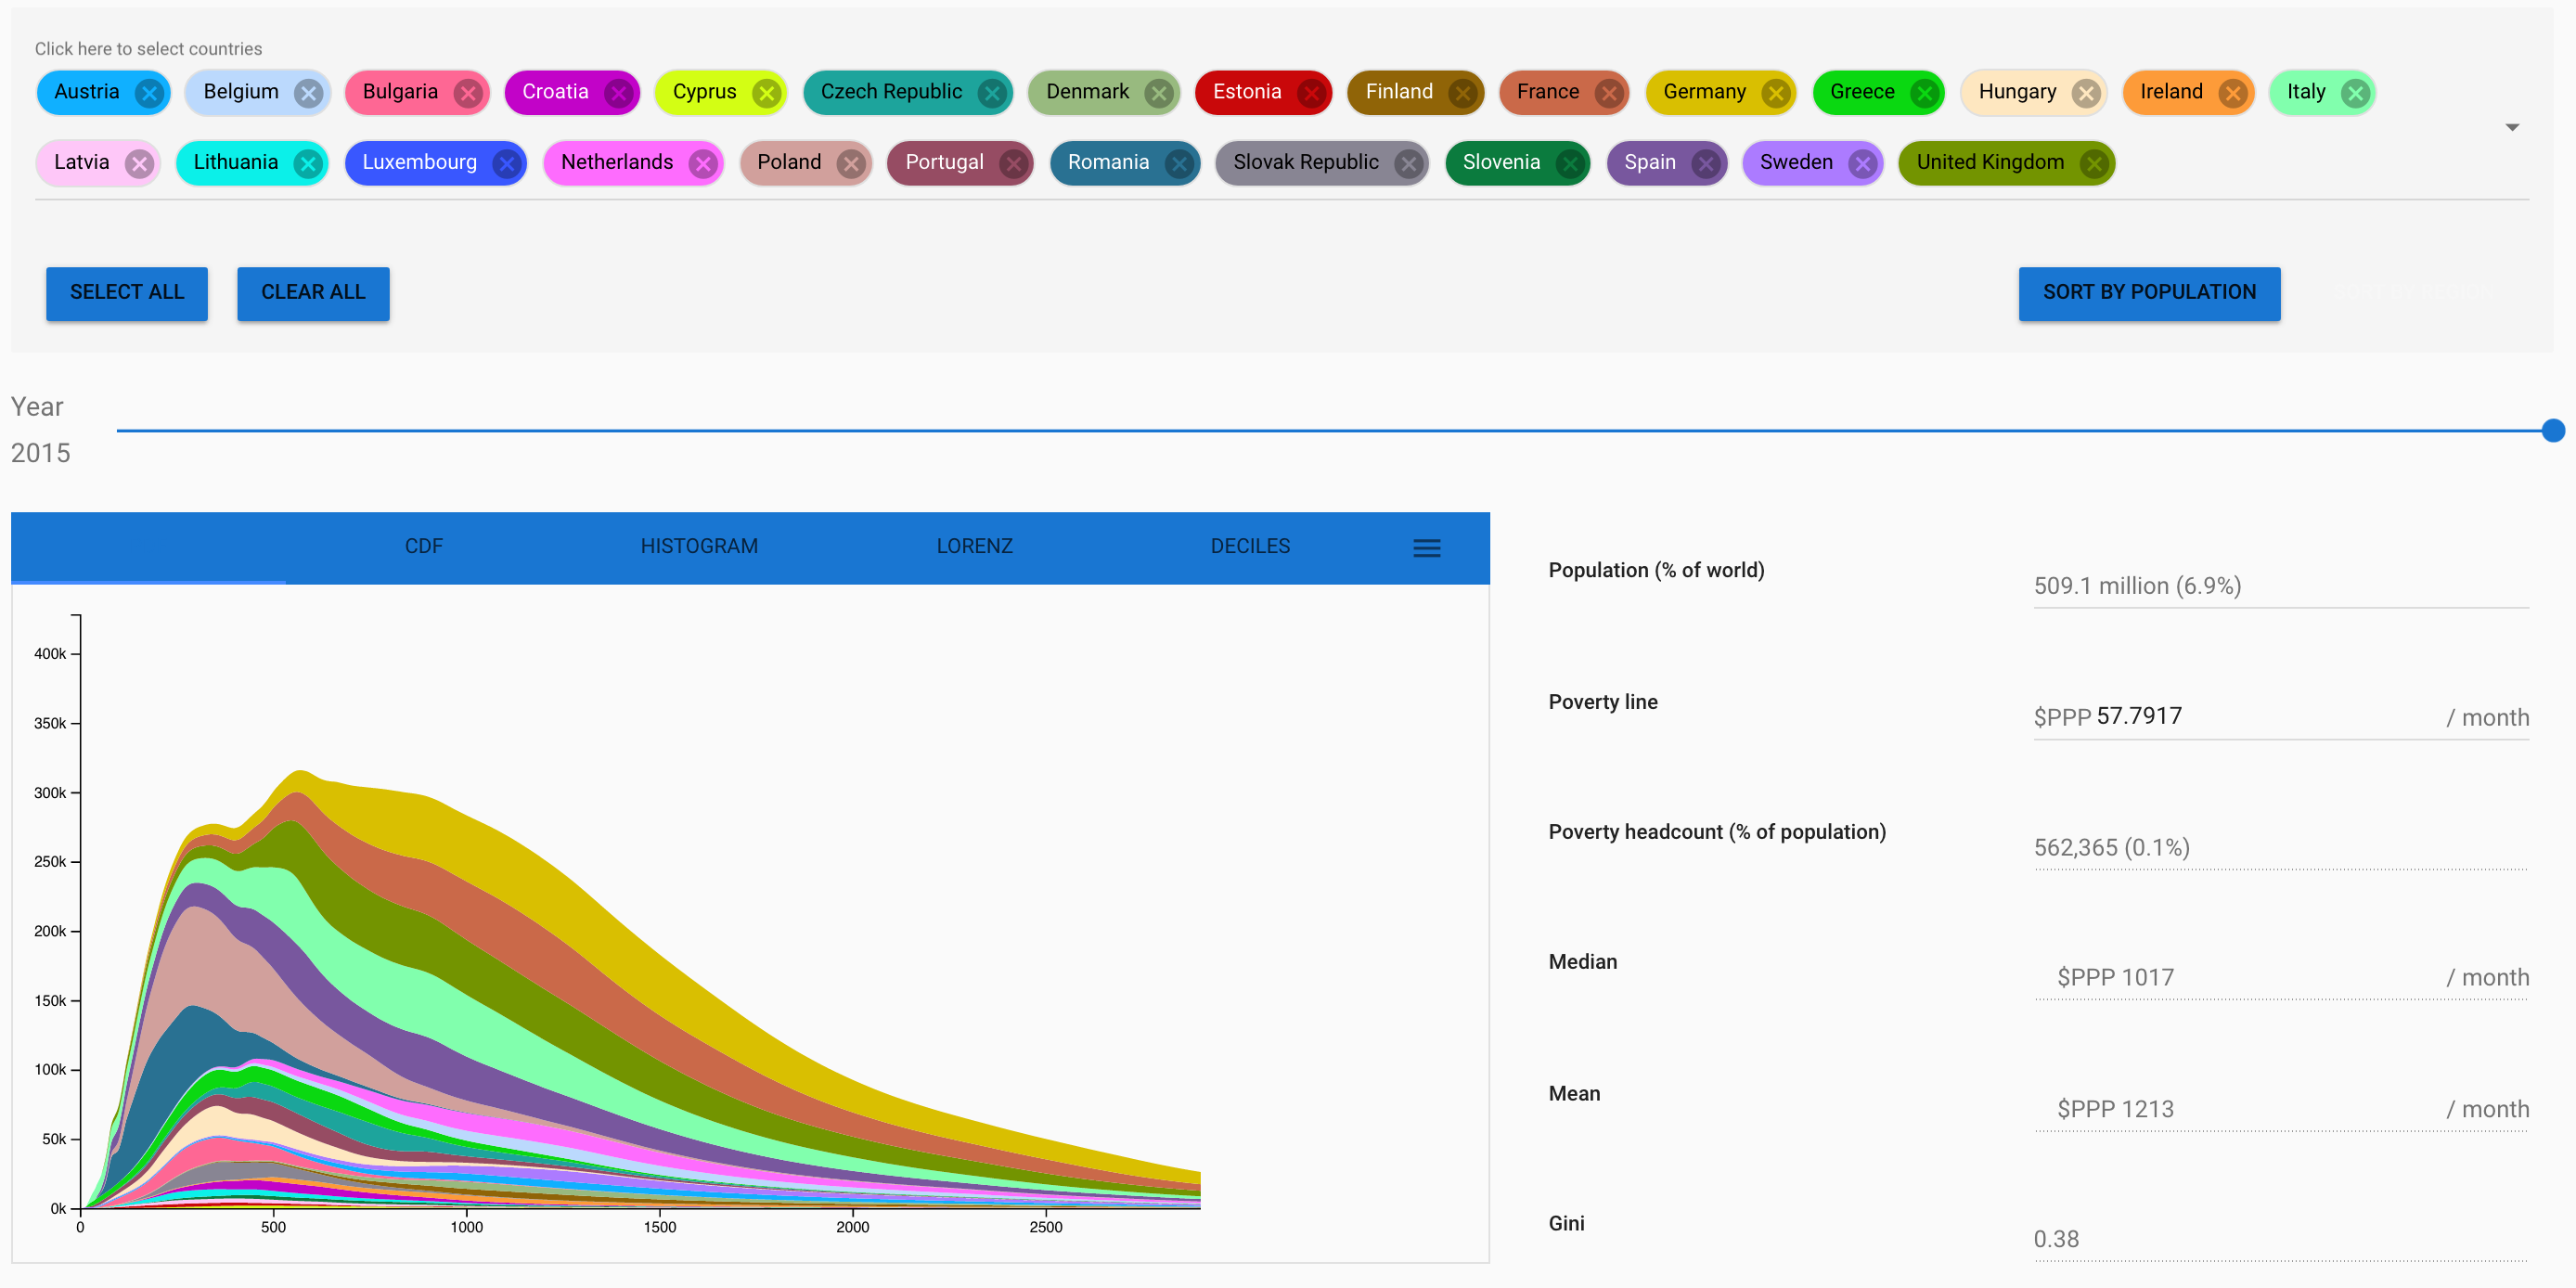 Click here to select countries
Austria Belgium Bulgaria Croatia Cyprus Czech Republic Denmark Estonia Finland France Germany Greece Hungary Ireland Italy
Latvia Lithuania Luxembourg Netherlands Poland Portugal Romania Slovak Republic Slovenia Spain Sweden United Kingdom
SELECT ALL CLEAR ALL SORT BY POPULATION
Year
2015
CDF HISTOGRAM LORENZ DECILES
400k
350k
300k
250k
200k
150k
100k
50k
0k
0 500 1000 1500 2000 2500
Population (% of world)
509.1 million (6.9%)
Poverty line
$PPP 57.7917 / month
Poverty headcount (% of population)
562,365 (0.1%)
Median
$PPP 1017 / month
Mean
$PPP 1213 / month
Gini
0.38